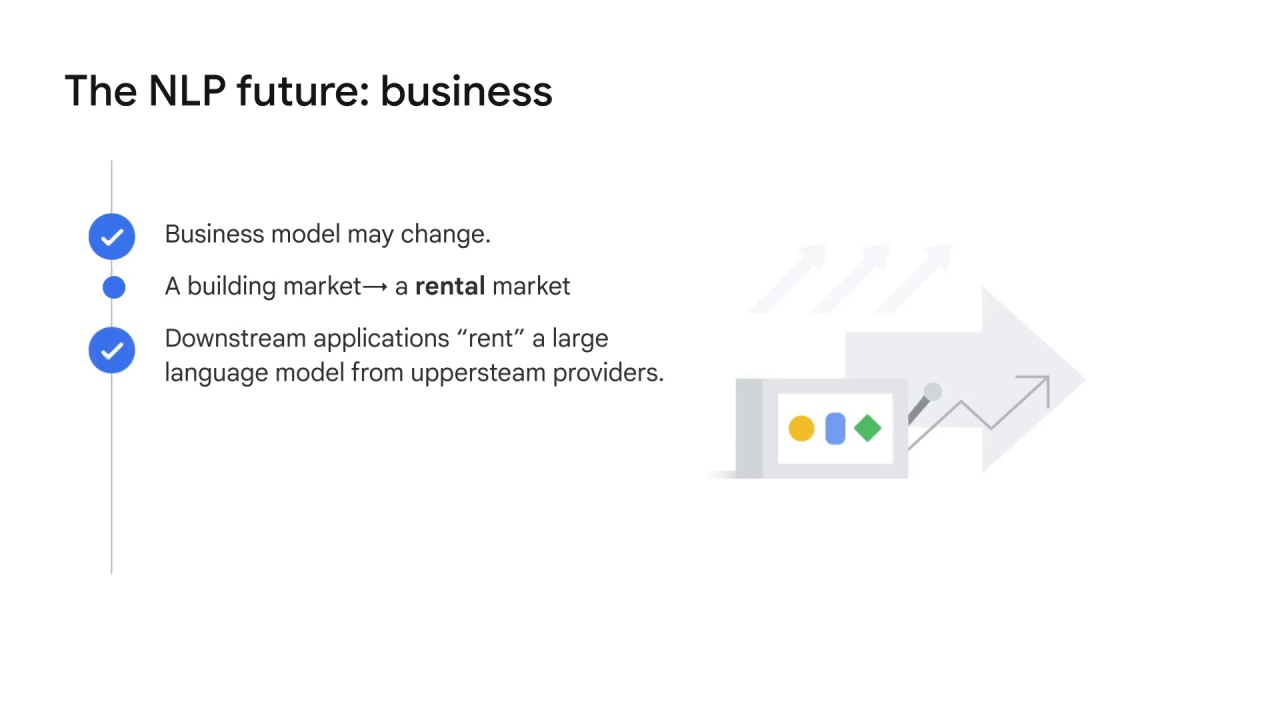 The NLP future: business
Business model may change.
A building market→ a rental market
Downstream applications “rent” a large
language model from uppersteam providers.